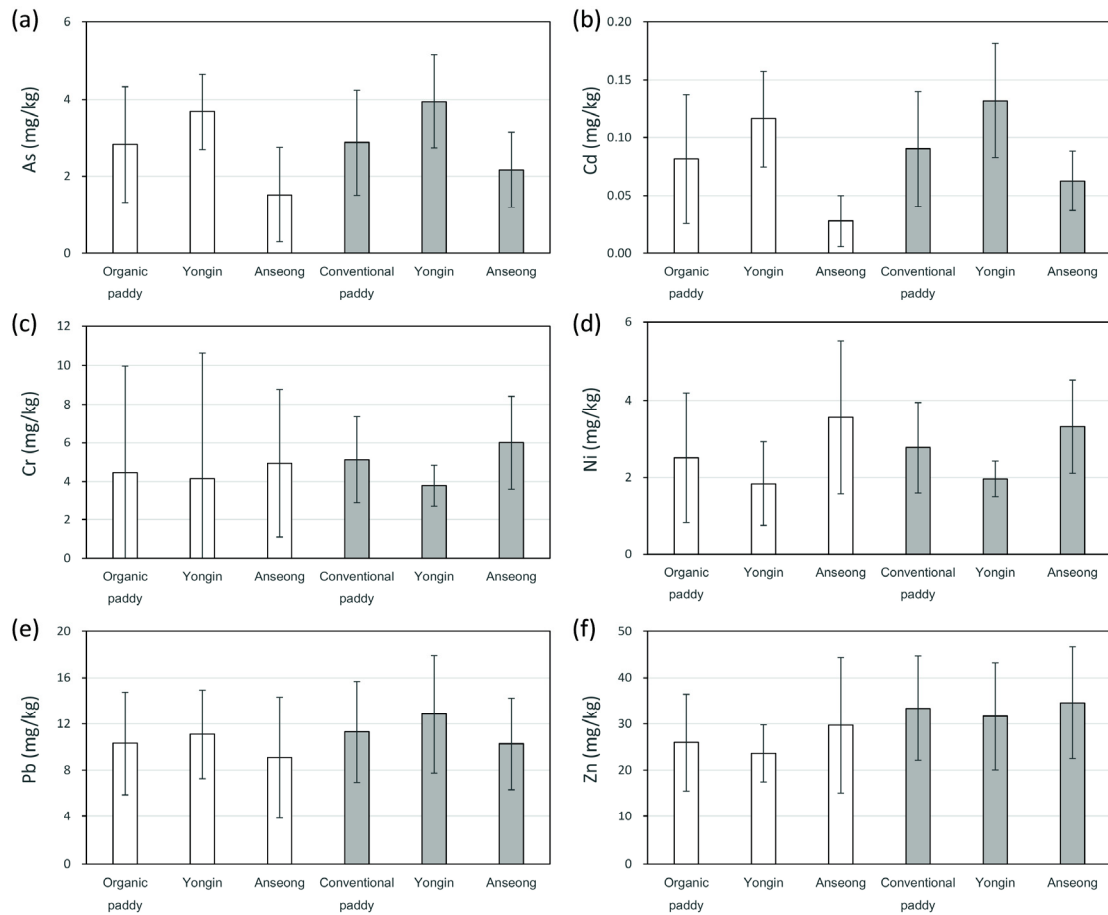 (a)
As (mg/kg)
6
4
2
0
Organic paddy
Yongin
Anseong
Conventional paddy
Yongin
Anseong
(b)
Cd (mg/kg)
0.20
0.15
0.10
0.05
0.00
Organic paddy
Yongin
Anseong
Conventional paddy
Yongin
Anseong
(c)
Cr (mg/kg)
12
10
8
6
4
2
0
Organic paddy
Yongin
Anseong
Conventional paddy
Yongin
Anseong
(d)
Ni (mg/kg)
6
4
2
0
Organic paddy
Yongin
Anseong
Conventional paddy
Yongin
Anseong
(e)
Pb (mg/kg)
20
16
12
8
4
0
Organic paddy
Yongin
Anseong
Conventional paddy
Yongin
Anseong
(f)
Zn (mg/kg)
50
40
30
20
10
0
Organic paddy
Yongin
Anseong
Conventional paddy
Yongin
Anseong